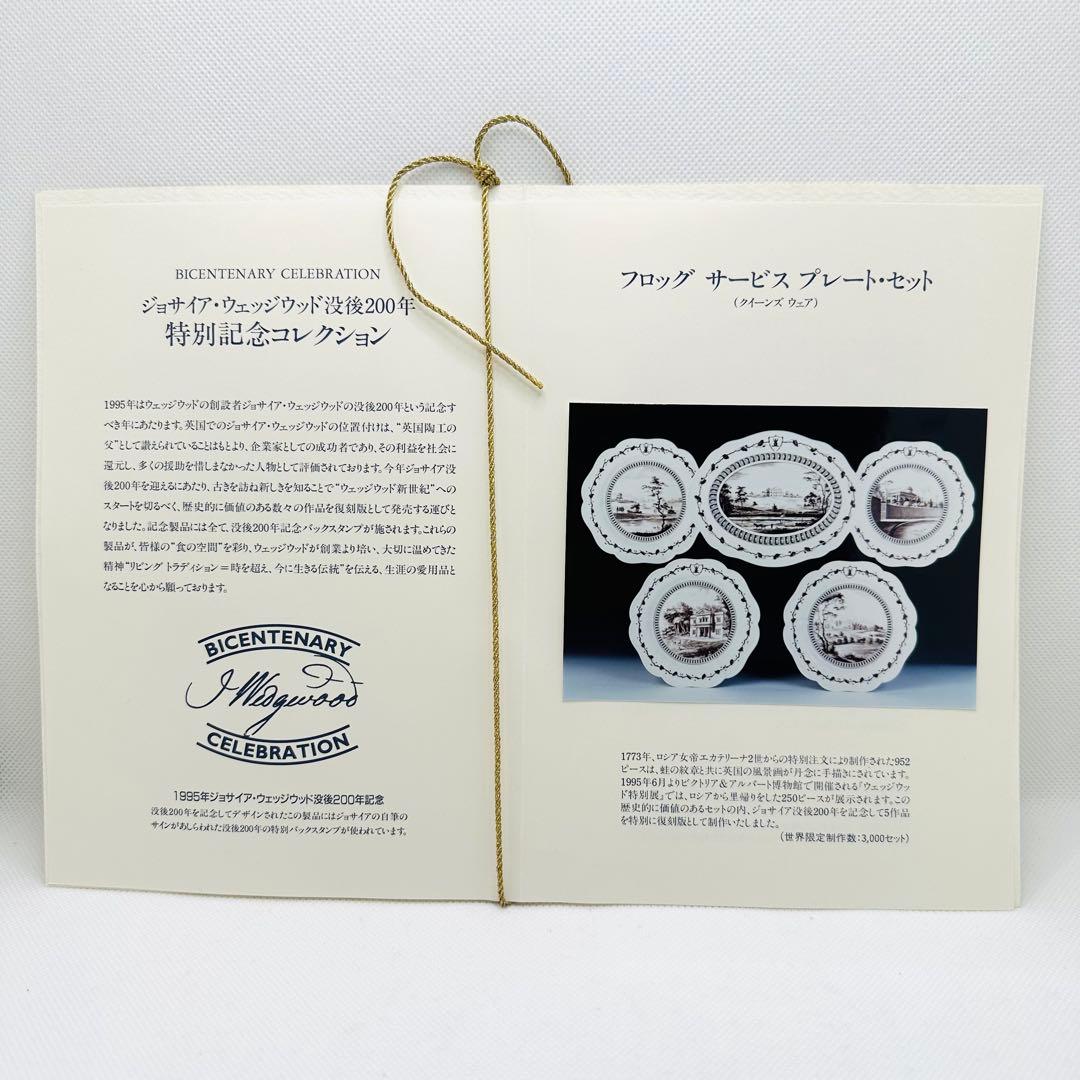 BICENTENARY CELEBRATION
ジョサイア・ウェッジウッド没後200年
特別記念コレクション
1995年はウェッジウッドの創設者ジョサイア・ウェッジウッドの没後200年という記念す
べき年にあたります。英国でのジョサイア・ウェッジウッドの位置付けは、“英国陶工の
父”として讃えられていることはもとより、企業家としての成功者であり、その利益を社会に
還元し、多くの援助を惜しまなかった人物として評価されております。今年ジョサイア没
後200年を迎えるにあたり、古きを訪ね新しきを知ることで“ウェッジウッド新世紀”への
スタートを切るべく、歴史的に価値のある数々の作品を復刻版として発売する運びと
なりました。記念製品には全て、没後200年記念バックスタンプが施されます。これらの
製品が、皆様の“食の空間”を彩り、ウェッジウッドが創業より培い、大切に温めてきた
精神“リビング トラディション＝時を超え、今に生きる伝統”を伝える、生涯の愛用品と
なることを心から願っております。
BICENTENARY
J Wedgwood
CELEBRATION
1995年ジョサイア・ウェッジウッド没後200年記念
没後200年を記念してデザインされたこの製品にはジョサイアの自筆の
サインがあしらわれた没後200年の特別バックスタンプが使われています。
フロッグ サービス プレート・セット
（クイーンズ ウェア）
1773年、ロシア女帝エカテリーナ2世からの特別注文により制作された952
ピースは、蛙の紋章と共に英国の風景画が丹念に手描きにされています。
1995年6月よりビクトリア&アルバート博物館で開催される「ウェッジウッ
ド特別展」では、ロシアから里帰りをした250ピースが展示されます。この
歴史的に価値のあるセットの内、ジョサイア没後200年を記念して5作品
を特別に復刻版として制作いたしました。
（世界限定制作数：3,000セット）